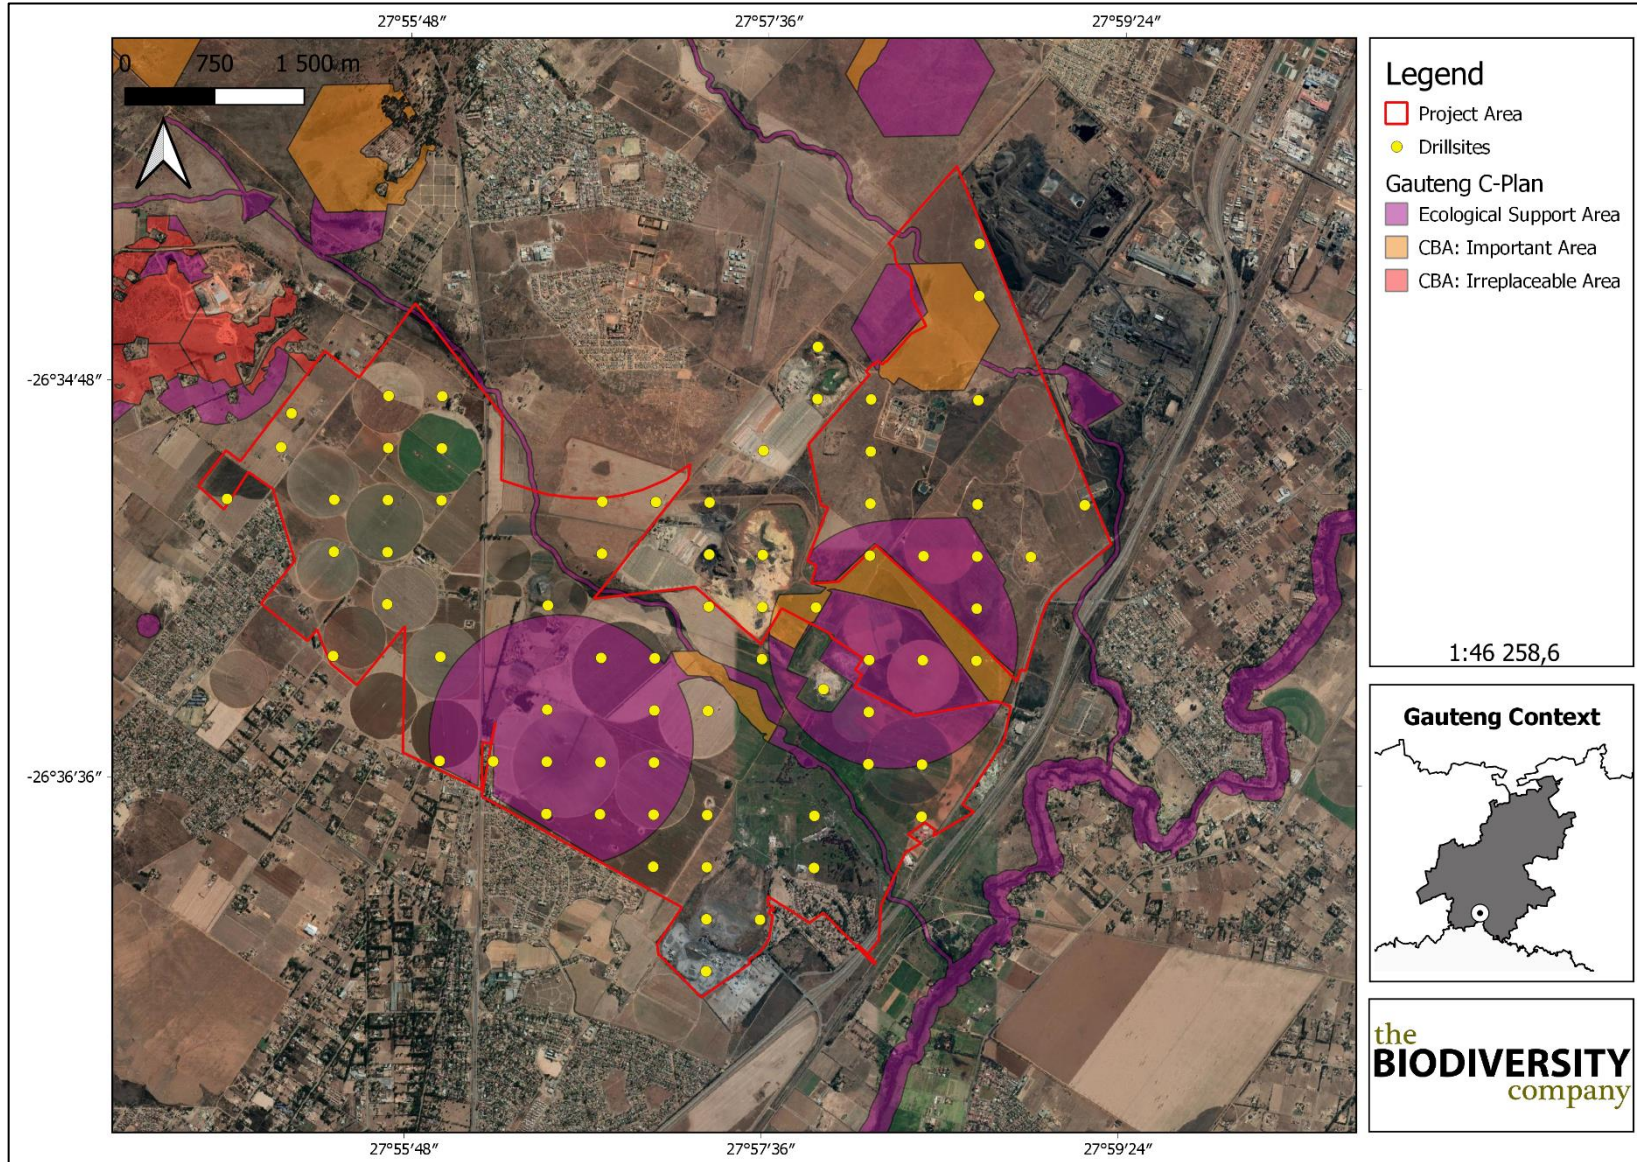 27°55′48″ 27°57′36″ 27°59′24″
0 750 1 500 m
-26°34′48″
-26°36′36″
27°55′48″ 27°57′36″ 27°59′24″
Legend
Project Area
Drillsites
Gauteng C-Plan
Ecological Support Area
CBA: Important Area
CBA: Irreplaceable Area
1:46 258,6
Gauteng Context
the
BIODIVERSITY
company